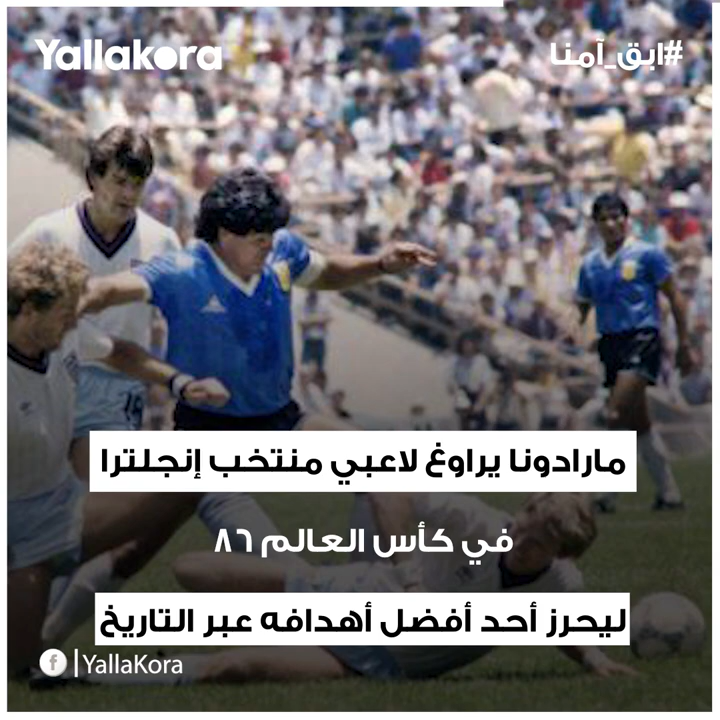 Yallakora
#ابق_آمنا
مارادونا يراوغ لاعبي منتخب إنجلترا
في كأس العالم ٨٦
ليحرز أحد أفضل أهدافه عبر التاريخ
f | YallaKora